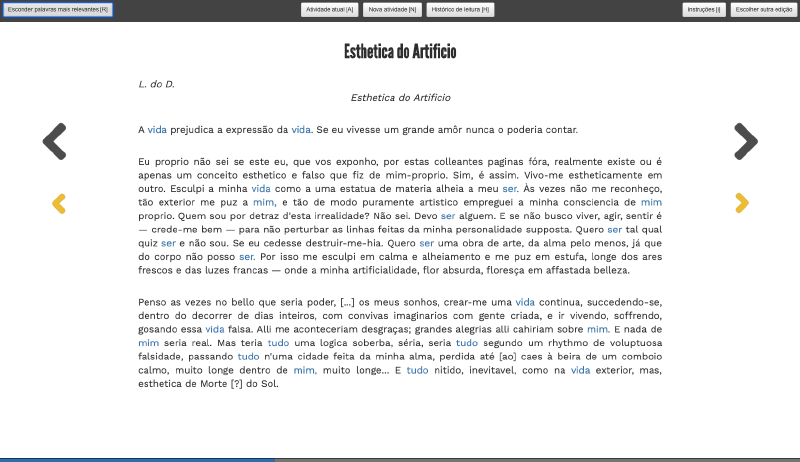 Esconder palavras mais relevantes [R]
Atividade atual [A]
Nova atividade [N]
Histórico de leitura [H]
Instruções [i]
Escolher outra edição
Esthetica do Artificio
L. do D.
Esthetica do Artificio
A vida prejudica a expressão da vida. Se eu vivesse um grande amôr nunca o poderia contar.
Eu proprio não sei se este eu, que vos exponho, por estas colleantes paginas fóra, realmente existe ou é
apenas um conceito esthetico e falso que fiz de mim-proprio. Sim, é assim. Vivo-me estheticamente em
outro. Esculpi a minha vida como a uma estatua de materia alheia a meu ser. Às vezes não me reconheço,
tão exterior me puz a mim, e tão de modo puramente artistico empreguei a minha consciencia de mim
proprio. Quem sou por detraz d'esta irrealidade? Não sei. Devo ser alguem. E se não busco viver, agir, sentir é
— crede-me bem — para não perturbar as linhas feitas da minha personalidade supposta. Quero ser tal qual
quiz ser e não sou. Se eu cedesse destruir-me-hia. Quero ser uma obra de arte, da alma pelo menos, já que
do corpo não posso ser. Por isso me esculpi em calma e alheiamento e me puz em estufa, longe dos ares
frescos e das luzes francas — onde a minha artificialidade, flor absurda, floresça em affastada belleza.
Penso as vezes no bello que seria poder, [...] os meus sonhos, crear-me uma vida continua, succedendo-se,
dentro do decorrer de dias inteiros, com convivas imaginarios com gente criada, e ir vivendo, soffrendo,
gosando essa vida falsa. Alli me aconteceriam desgraças; grandes alegrias alli cahiriam sobre mim. E nada de
mim seria real. Mas teria tudo uma logica soberba, séria, seria tudo segundo um rhythmo de voluptuosa
falsidade, passando tudo n'uma cidade feita da minha alma, perdida até [ao] caes à beira de um comboio
calmo, muito longe dentro de mim, muito longe... E tudo nitido, inevitavel, como na vida exterior, mas,
esthetica de Morte [?] do Sol.